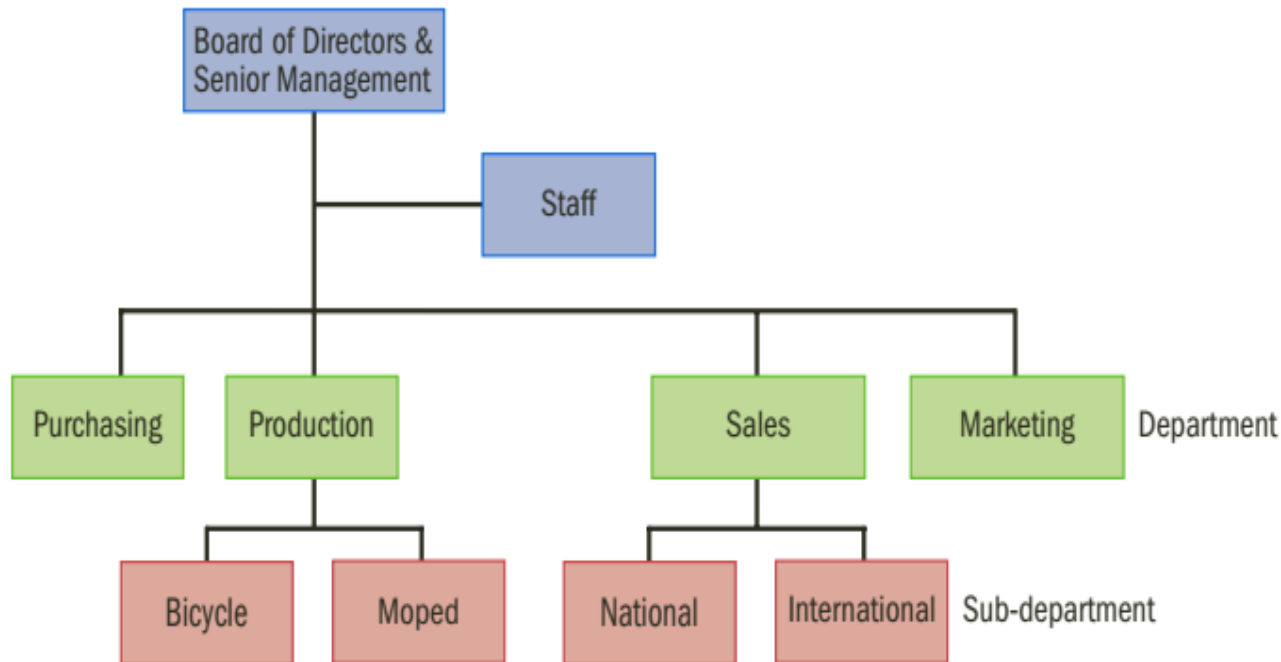 Board of Directors &
Senior Management
Staff
Purchasing
Production
Sales
Marketing
Department
Bicycle
Moped
National
International
Sub-department